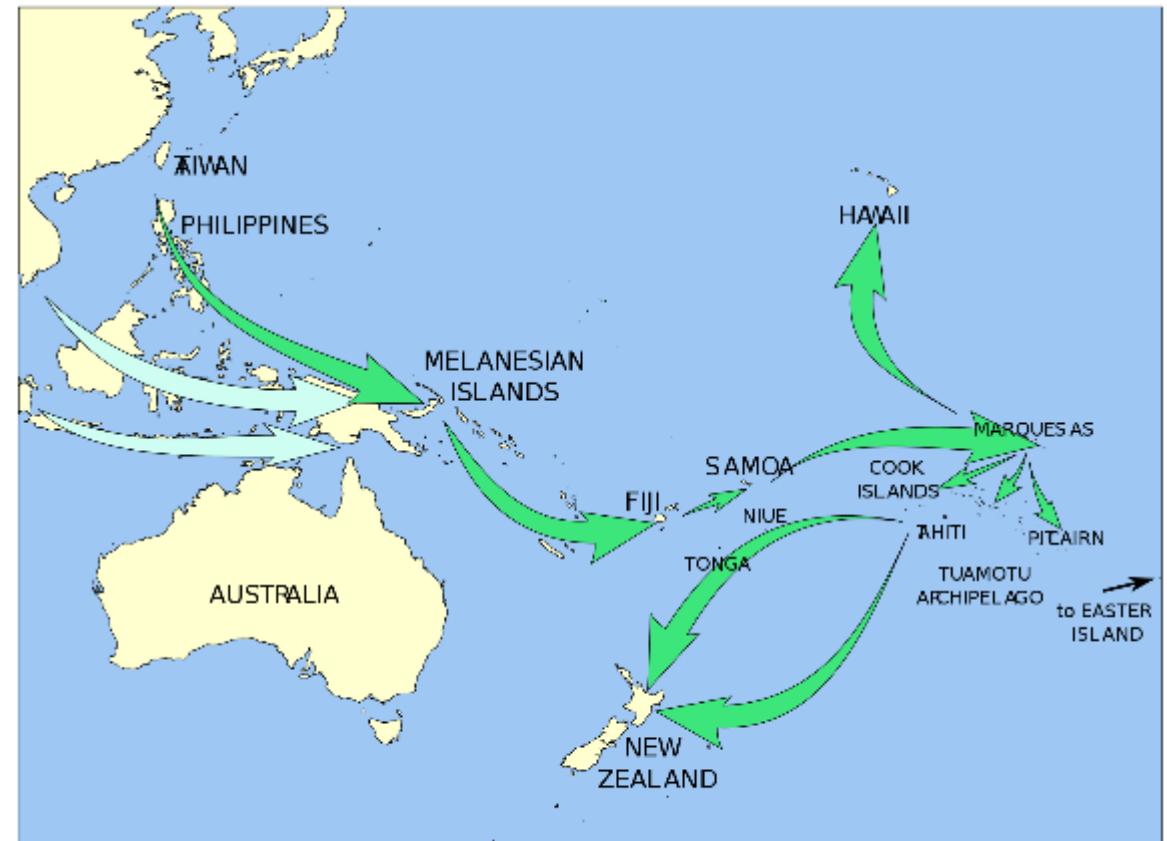 TAIWAN
PHILIPPINES
HAWAII
MELANESIAN
ISLANDS
MARQUESAS
SAMOA
COOK
ISLANDS
FIJI
NIUE
TAHITI
PITCAIRN
TONGA
TUAMOTU
ARCHIPELAGO
AUSTRALIA
to EASTER
ISLAND
NEW
ZEALAND